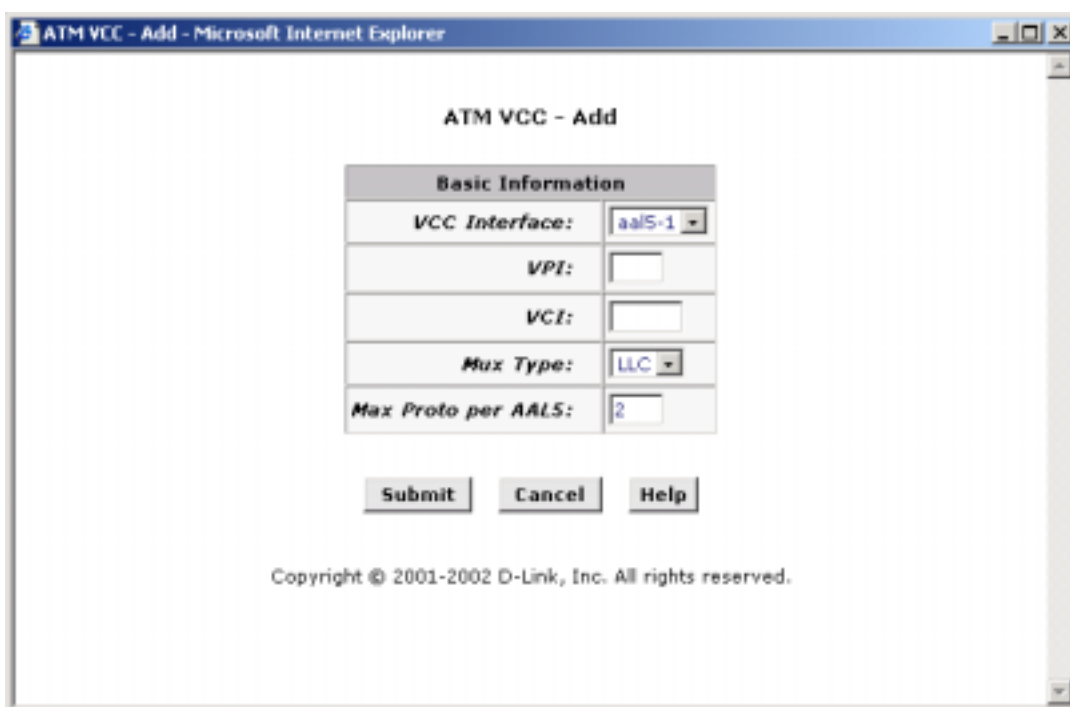 ATM VCC - Add - Microsoft Internet Explorer
ATM VCC - Add
Basic Information
VCC Interface: aal5-1
VPI:
VCI:
Mux Type: LLC
Max Proto per AAL5: 2
Submit Cancel Help
Copyright © 2001-2002 D-Link, Inc. All rights reserved.